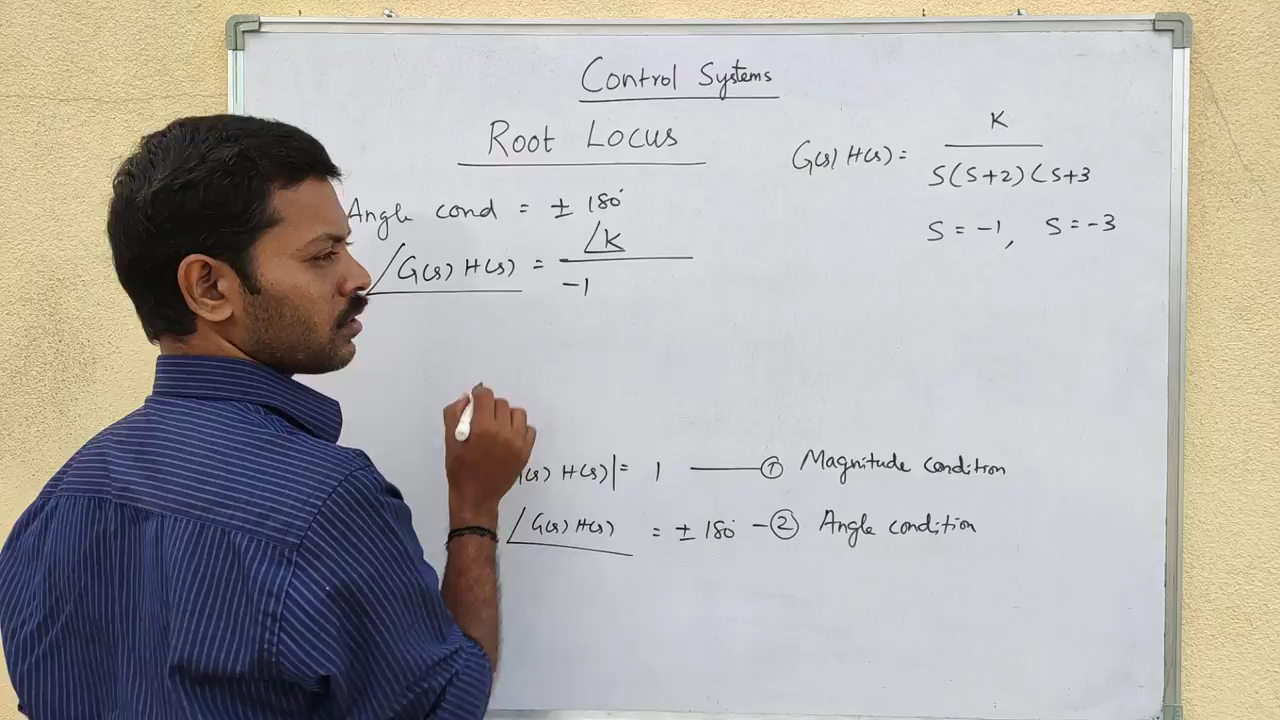 Control Systems
Root Locus
G(s) H(s) = K
S(S+2)(S+3
S = -1, S = -3
Angle cond = ± 180°
∠G(s) H(s) = ∠K
-1
(s) H(s)| = 1 — ① Magnitude condition
∠G(s) H(s) = ± 180° - ② Angle condition